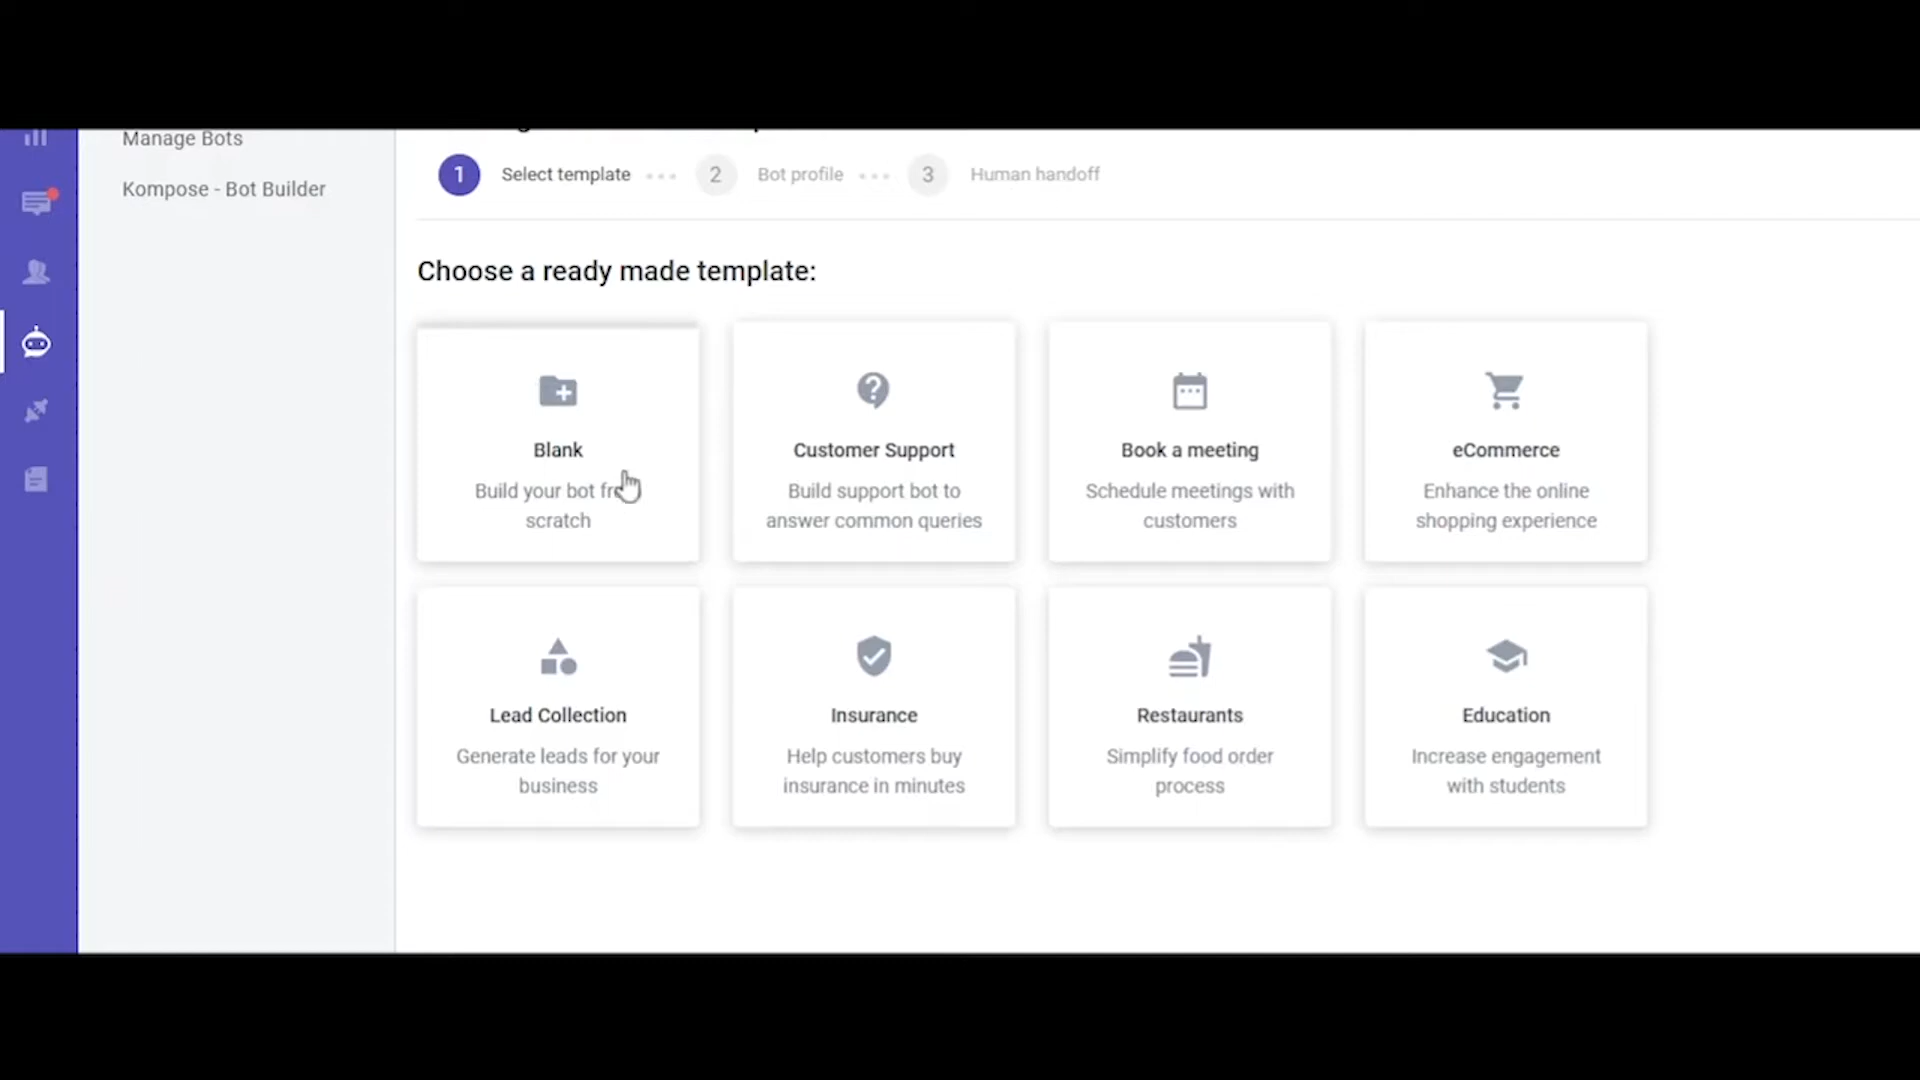 Manage Bots
Kompose - Bot Builder
1 Select template 2 Bot profile 3 Human handoff
Choose a ready made template:
Blank
Build your bot
scratch
Customer Support
Build support bot to
answer common queries
Book a meeting
Schedule meetings with
customers
eCommerce
Enhance the online
shopping experience
Lead Collection
Generate leads for your
business
Insurance
Help customers buy
insurance in minutes
Restaurants
Simplify food order
process
Education
Increase engagement
with students